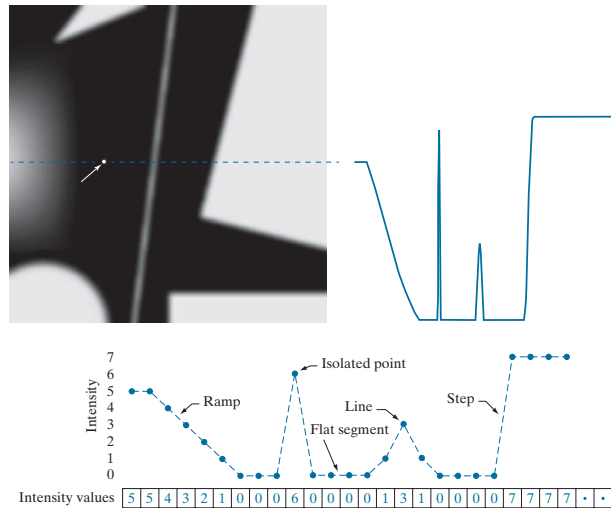 7
6
5
4
3
2
1
0
Intensity
Isolated point
Ramp
Line
Step
Flat segment
Intensity values 5 5 4 3 2 1 0 0 0 6 0 0 0 0 1 3 1 0 0 0 0 7 7 7 7 • •